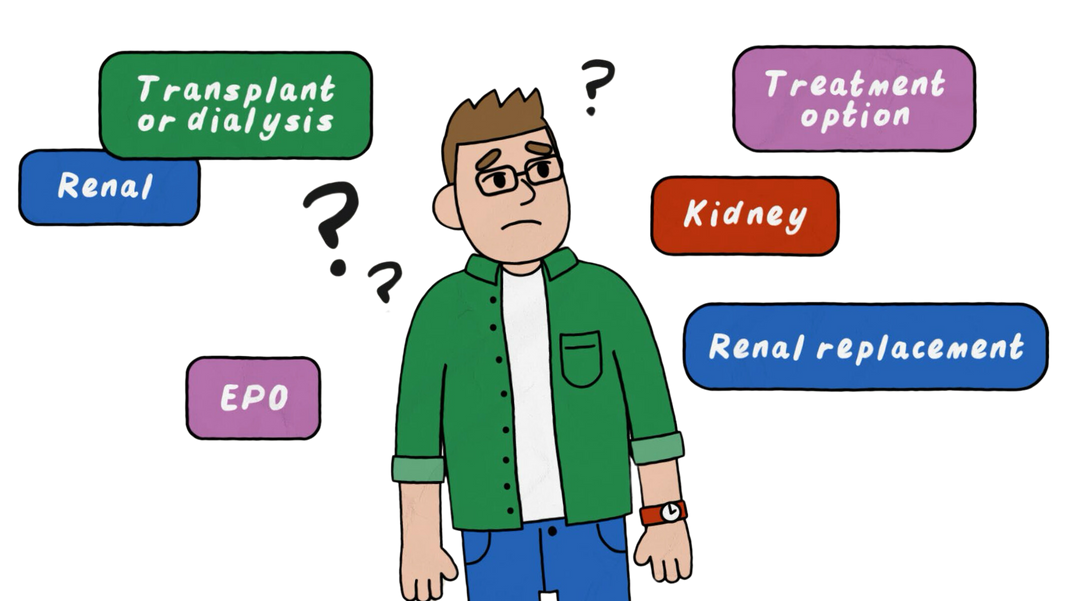 Transplant
or dialysis
Renal
EPO
?
?
?
Treatment
option
Kidney
Renal replacement